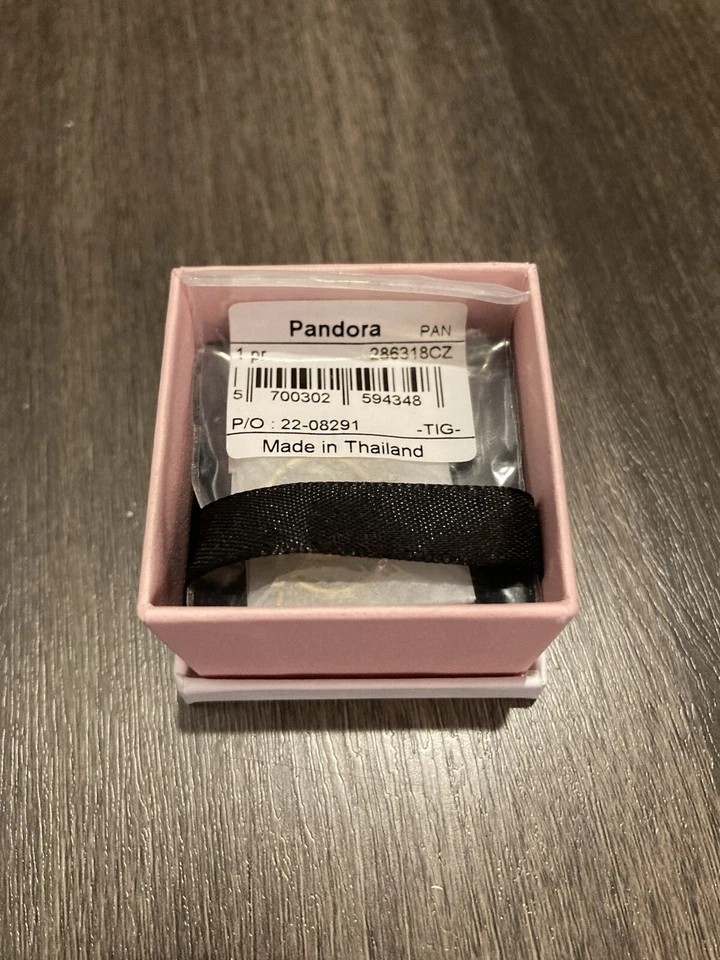 Pandora PAN
1 pr 286318CZ
5 700302 594348
P/O : 22-08291 -TIG-
Made in Thailand